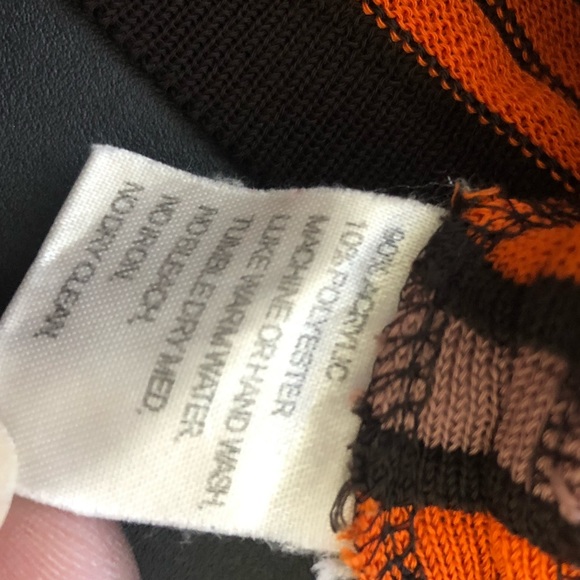 90% ACRYLIC
10% POLYESTER
MACHINE OR HAND WASH,
LUKE WARM WATER,
TUMBLE DRY MED.
NO BLEACH,
NO IRON,
NO DRY CLEAN,